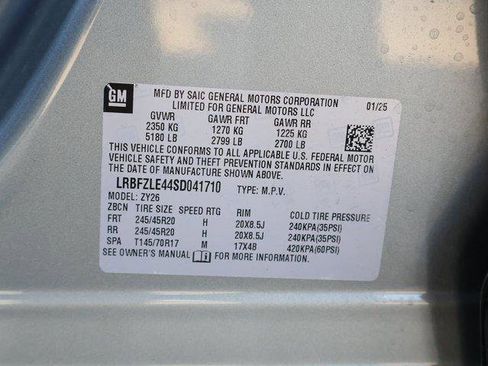 GM
MFD BY SAIC GENERAL MOTORS CORPORATION 01/25
LIMITED FOR GENERAL MOTORS LLC
GVWR GAWR FRT GAWR RR
2350 KG 1270 KG 1225 KG
5180 LB 2799 LB 2700 LB
THIS VEHICLE CONFORMS TO ALL APPLICABLE U.S. FEDERAL MOTOR
VEHICLE SAFETY AND THEFT PREVENTION STANDARDS IN EFFECT ON
THE DATE OF MANUFACTURE SHOWN ABOVE.
LRBFZLE44SD041710 TYPE: M.P.V.
MODEL: ZY26
ZBCN TIRE SIZE SPEED RTG RIM COLD TIRE PRESSURE
FRT 245/45R20 H 20X8.5J 240KPA(35PSI)
RR 245/45R20 H 20X8.5J 240KPA(35PSI)
SPA T145/70R17 M 17X4B 420KPA(60PSI)
SEE OWNER'S MANUAL FOR MORE INFORMATION